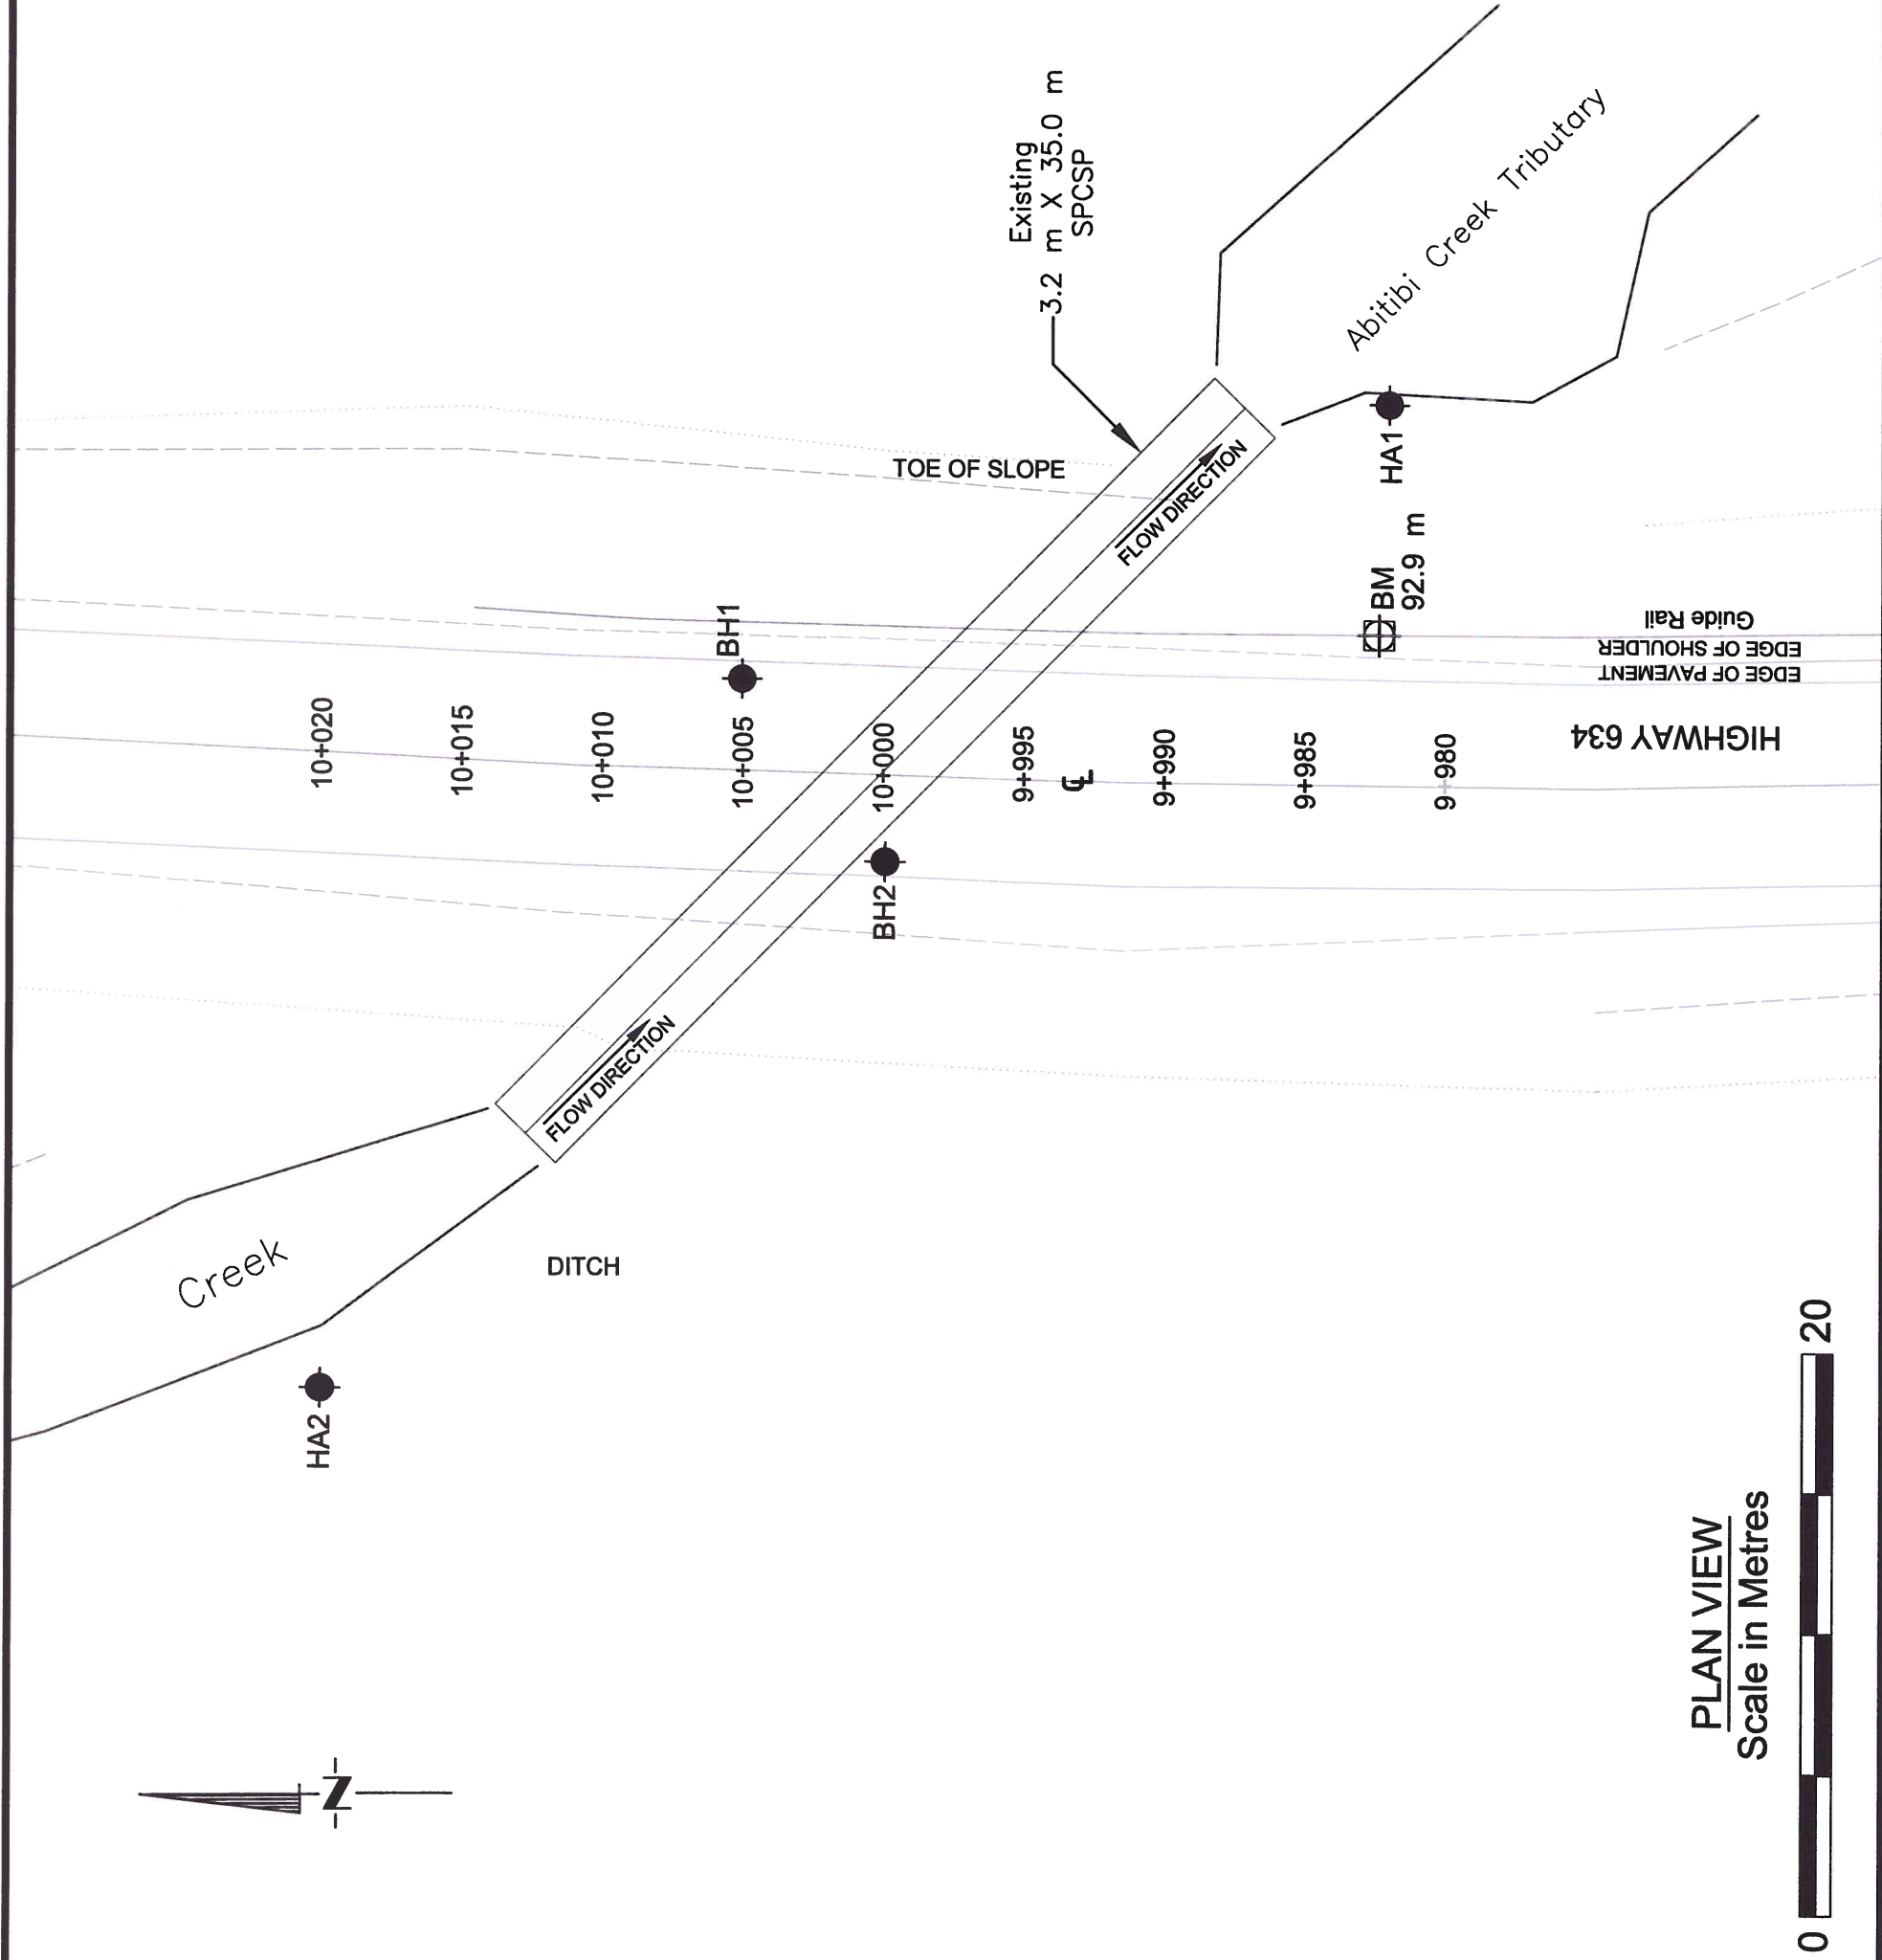 Existing
3.2 m X 35.0 m
SPCSP
Abitibi Creek Tributary
TOE OF SLOPE
FLOW DIRECTION
HA1
BM
92.9 m
Guide Rail
EDGE OF SHOULDER
EDGE OF PAVEMENT
HIGHWAY 634
BH1
10+020
10+015
10+010
10+005
10+000
9+995
CL
9+990
9+985
9+980
BH2
FLOW DIRECTION
Creek
DITCH
HA2
N
PLAN VIEW
Scale in Metres
0
20